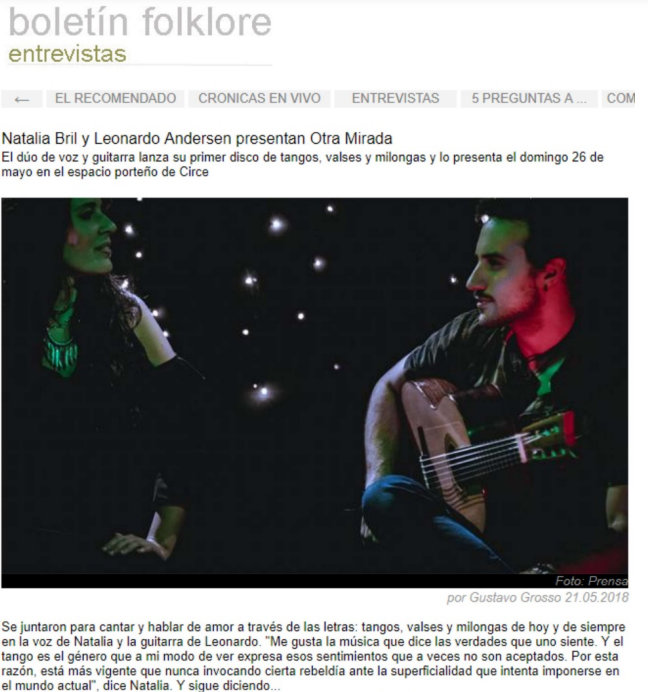 boletín folklore
entrevistas
← EL RECOMENDADO CRONICAS EN VIVO ENTREVISTAS 5 PREGUNTAS A ... COM
Natalia Bril y Leonardo Andersen presentan Otra Mirada
El dúo de voz y guitarra lanza su primer disco de tangos, valses y milongas y lo presenta el domingo 26 de
mayo en el espacio porteño de Circe
Foto: Prensa
por Gustavo Grosso 21.05.2018
Se juntaron para cantar y hablar de amor a través de las letras: tangos, valses y milongas de hoy y de siempre
en la voz de Natalia y la guitarra de Leonardo. "Me gusta la música que dice las verdades que uno siente. Y el
tango es el género que a mi modo de ver expresa esos sentimientos que a veces no son aceptados. Por esta
razón, está más vigente que nunca invocando cierta rebeldía ante la superficialidad que intenta imponerse en
el mundo actual", dice Natalia. Y sigue diciendo...